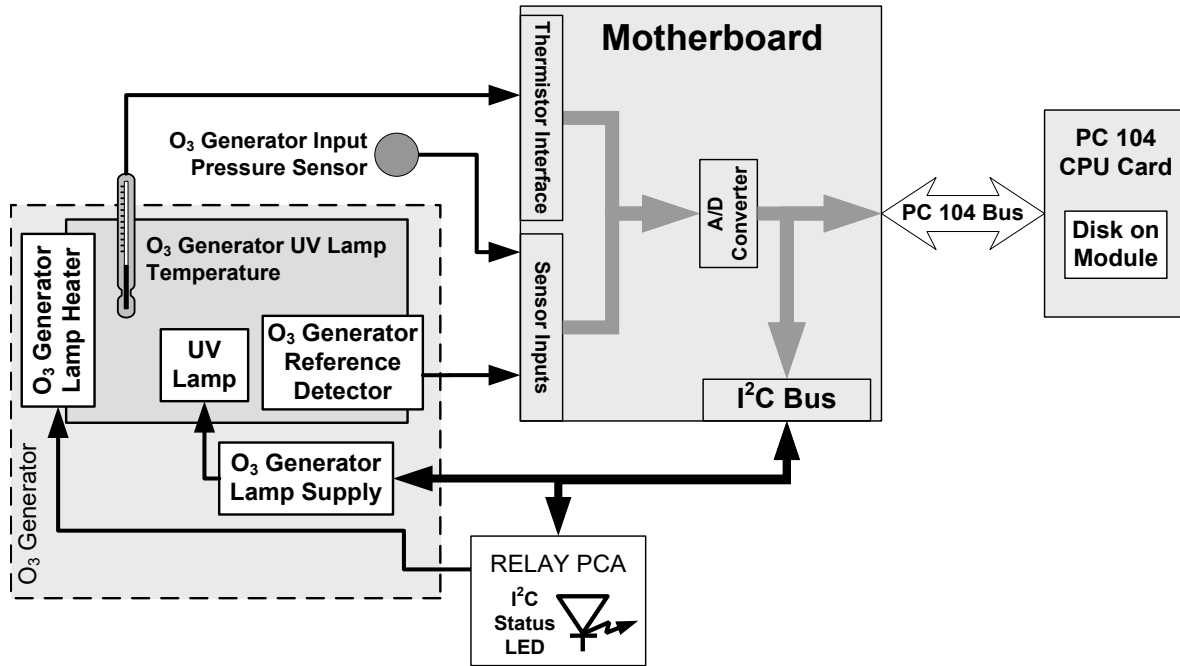 Motherboard
Thermistor Interface
O₃ Generator Input
Pressure Sensor
A/D
Converter
PC 104 Bus
PC 104
CPU Card
Disk on
Module
O₃ Generator
Lamp Heater
O₃ Generator UV Lamp
Temperature
UV
Lamp
O₃ Generator
Reference
Detector
Sensor Inputs
I²C Bus
O₃ Generator
Lamp Supply
O₃ Generator
RELAY PCA
I²C
Status
LED